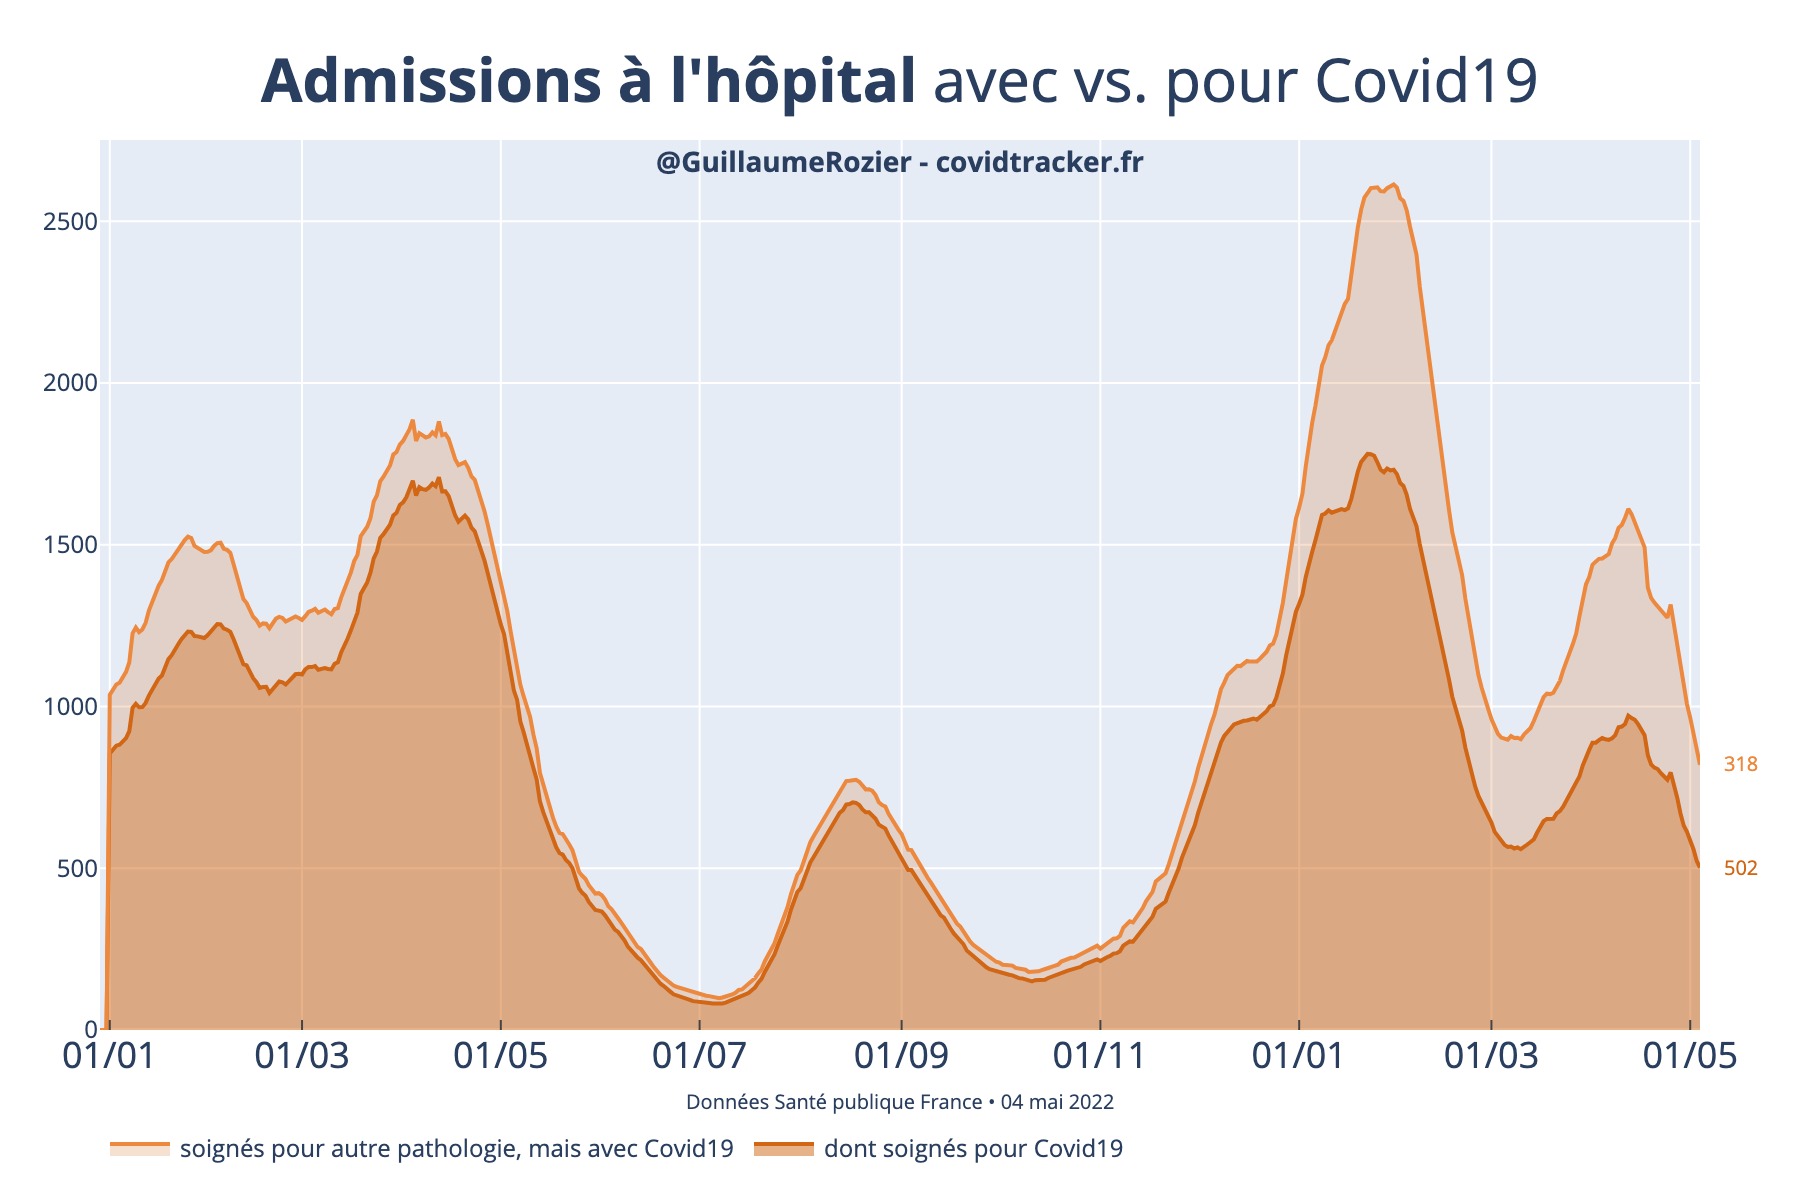 Admissions à l'hôpital avec vs. pour Covid19
@GuillaumeRozier - covidtracker.fr
2500
2000
1500
1000
500
0
318
502
01/01 01/03 01/05 01/07 01/09 01/11 01/01 01/03 01/05
Données Santé publique France • 04 mai 2022
soignés pour autre pathologie, mais avec Covid19 dont soignés pour Covid19